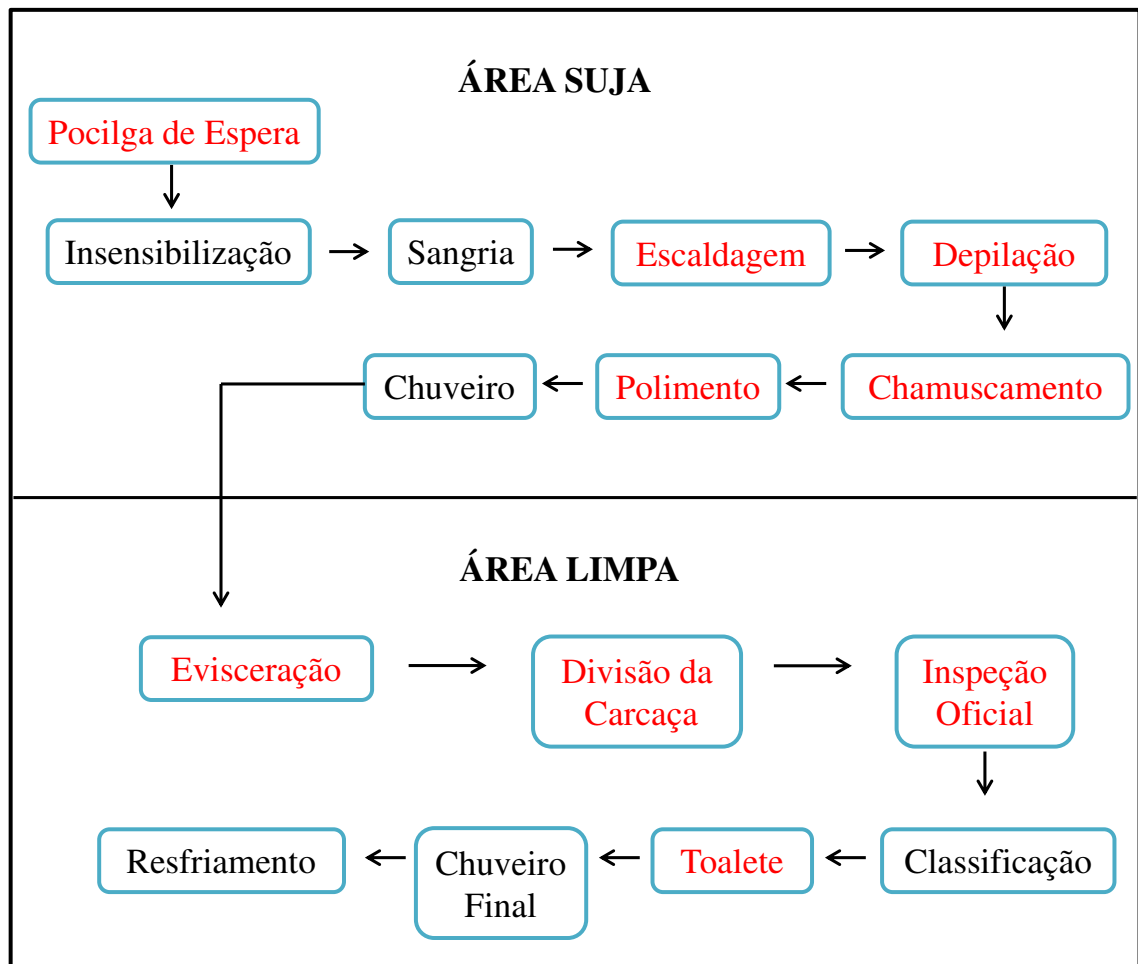 ÁREA SUJA
Pocilga de Espera
Insensibilização
Sangria
Escaldagem
Depilação
Chamuscamento
Polimento
Chuveiro
ÁREA LIMPA
Evisceração
Divisão da
Carcaça
Inspeção
Oficial
Classificação
Toalete
Chuveiro
Final
Resfriamento